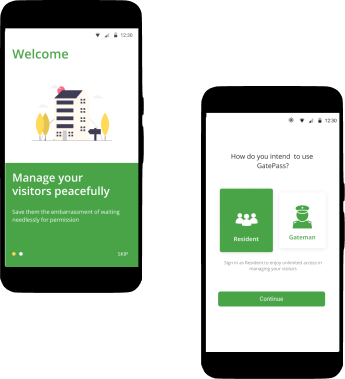 12:30
Welcome
Manage your
visitors peacefully
Save them the embarrassment of waiting
needlessly for permission
SKIP
12:30
How do you intend to use
GatePass?
Resident
Gateman
Sign in as Resident to enjoy unlimited access in
managing your visitors
Continue